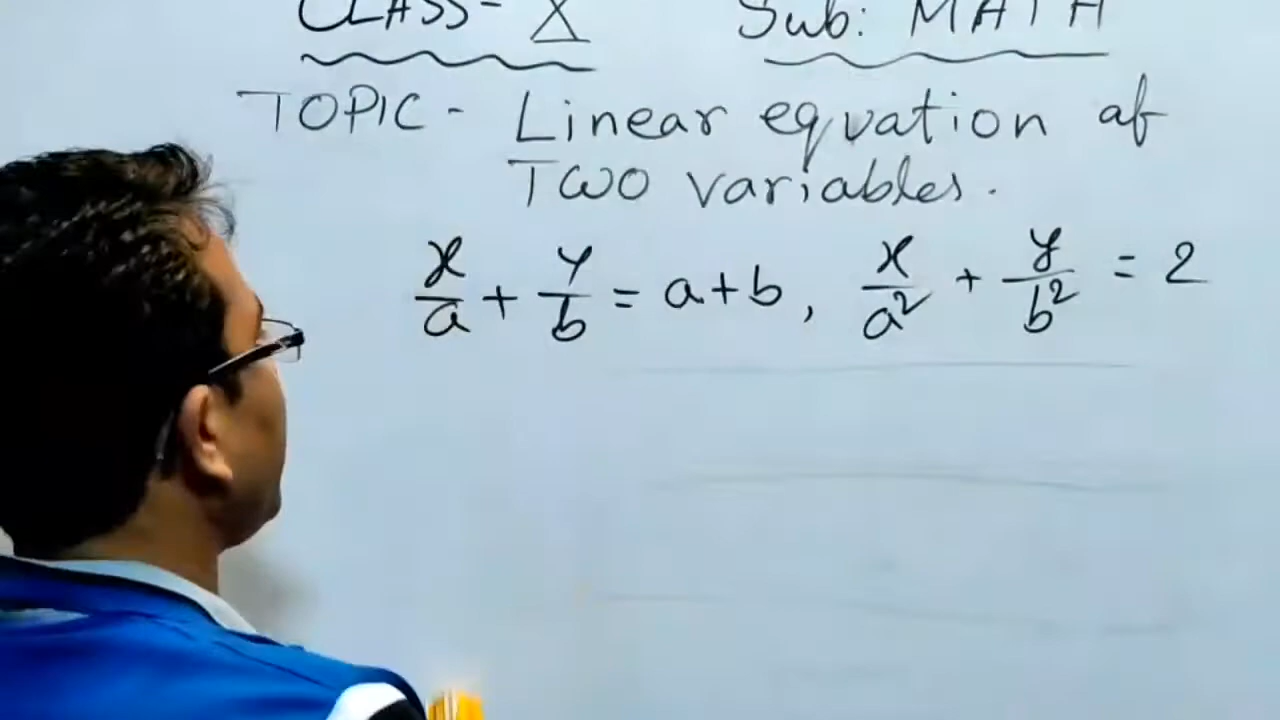 CLASS- X Sub: MATH
TOPIC - Linear equation of
Two variables.
x/a + y/b = a+b, x/a² + y/b² = 2